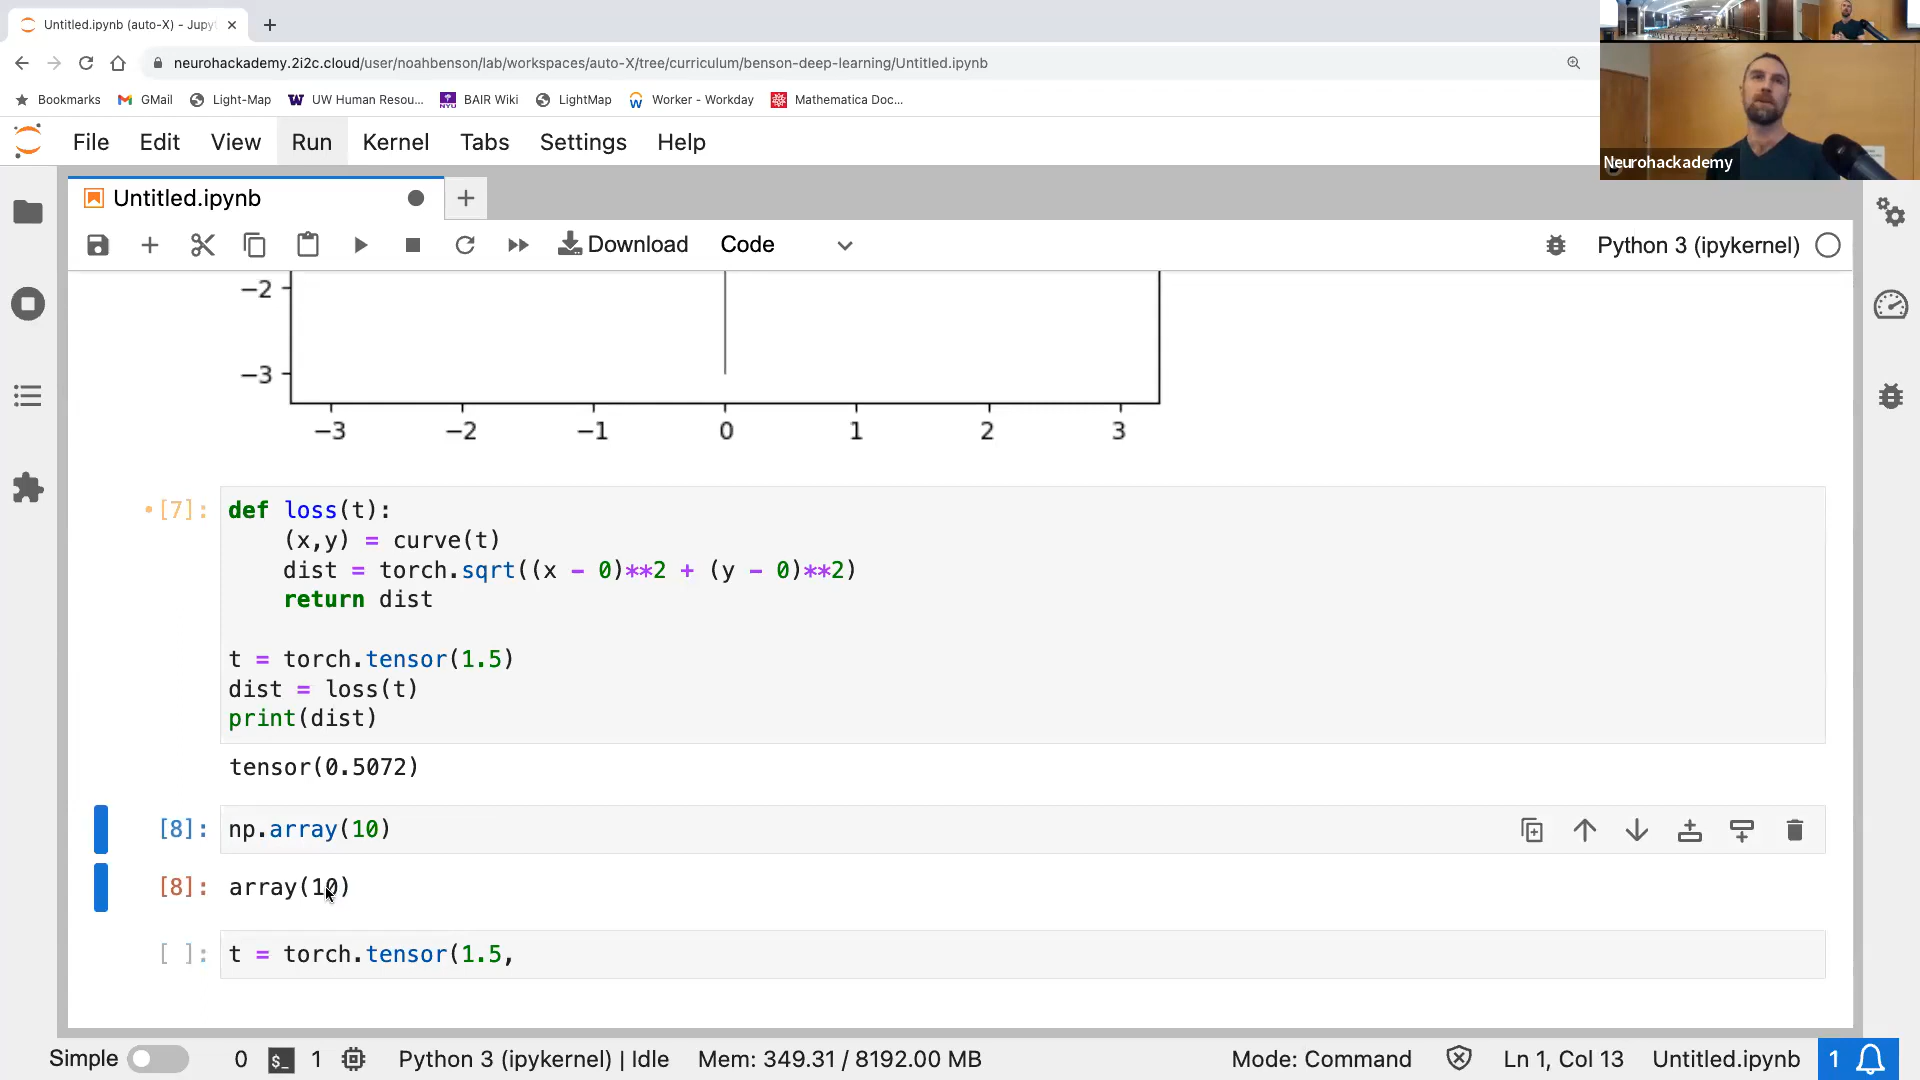 Untitled.ipynb (auto-X) - Jupyt
neurohackademy.2i2c.cloud/user/noahbenson/lab/workspaces/auto-X/tree/curriculum/benson-deep-learning/Untitled.ipynb
Bookmarks GMail Light-Map UW Human Resou... BAIR Wiki LightMap Worker - Workday Mathematica Doc...
File Edit View Run Kernel Tabs Settings Help
Neurohackademy
Untitled.ipynb
Download Code Python 3 (ipykernel)
−2
−3
−3 −2 −1 0 1 2 3
[7]: def loss(t):
(x,y) = curve(t)
dist = torch.sqrt((x - 0)**2 + (y - 0)**2)
return dist
t = torch.tensor(1.5)
dist = loss(t)
print(dist)
tensor(0.5072)
[8]: np.array(10)
[8]: array(10)
[ ]: t = torch.tensor(1.5,
Simple 0 $_ 1 Python 3 (ipykernel) | Idle Mem: 349.31 / 8192.00 MB Mode: Command Ln 1, Col 13 Untitled.ipynb 1